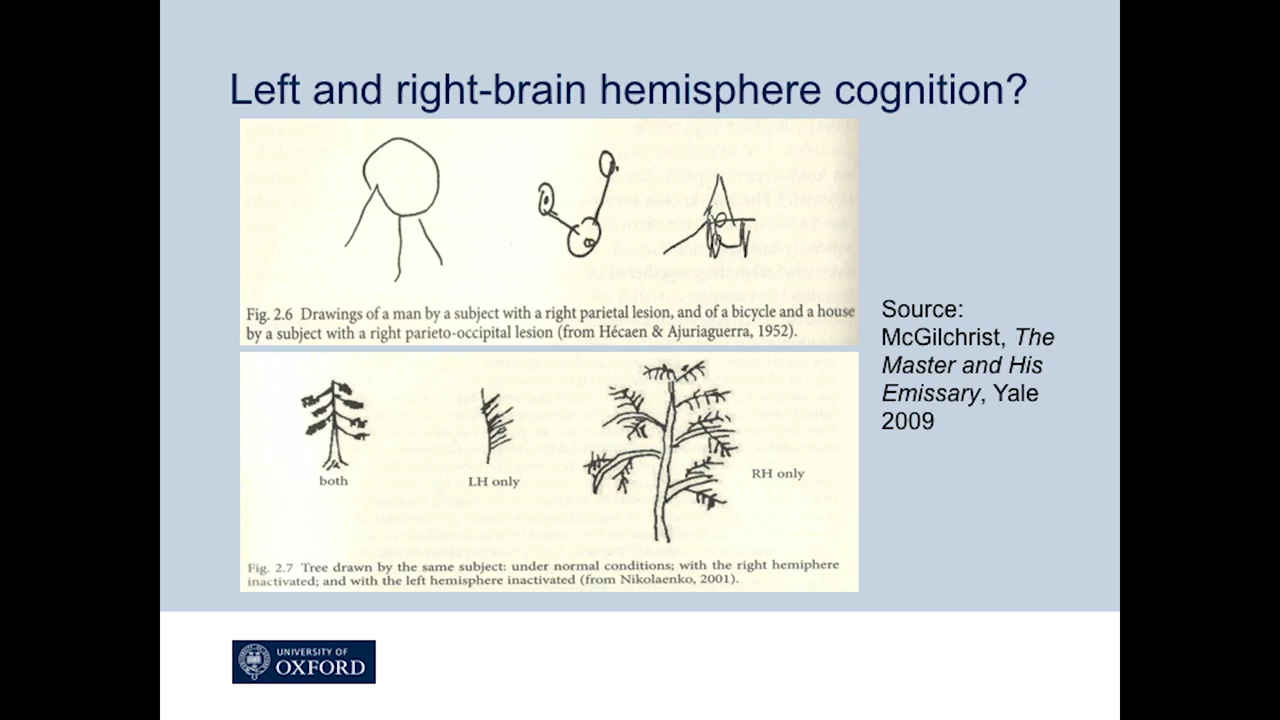 Left and right-brain hemisphere cognition?
Fig. 2.6 Drawings of a man by a subject with a right parietal lesion, and of a bicycle and a house
by a subject with a right parieto-occipital lesion (from Hécaen & Ajuriaguerra, 1952).
Source:
McGilchrist, The
Master and His
Emissary, Yale
2009
both
LH only
RH only
Fig. 2.7 Tree drawn by the same subject: under normal conditions; with the right hemiphere
inactivated; and with the left hemisphere inactivated (from Nikolaenko, 2001).
UNIVERSITY OF
OXFORD